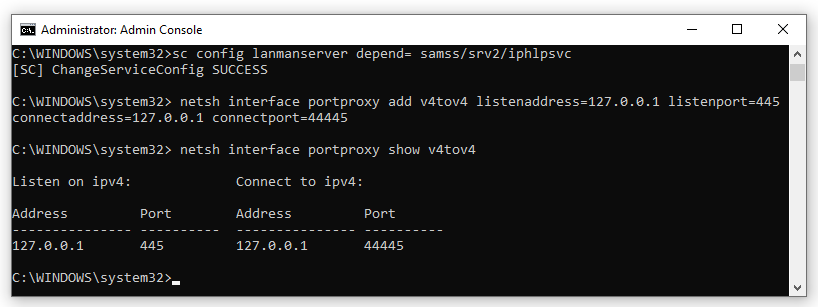 Administrator: Admin Console
C:\WINDOWS\system32>sc config lanmanserver depend= samss/srv2/iphlpsvc
[SC] ChangeServiceConfig SUCCESS
C:\WINDOWS\system32> netsh interface portproxy add v4tov4 listenaddress=127.0.0.1 listenport=445
connectaddress=127.0.0.1 connectport=44445
C:\WINDOWS\system32> netsh interface portproxy show v4tov4
Listen on ipv4:             Connect to ipv4:
Address         Port        Address         Port
--------------- ----------  --------------- ----------
127.0.0.1       445         127.0.0.1       44445
C:\WINDOWS\system32>